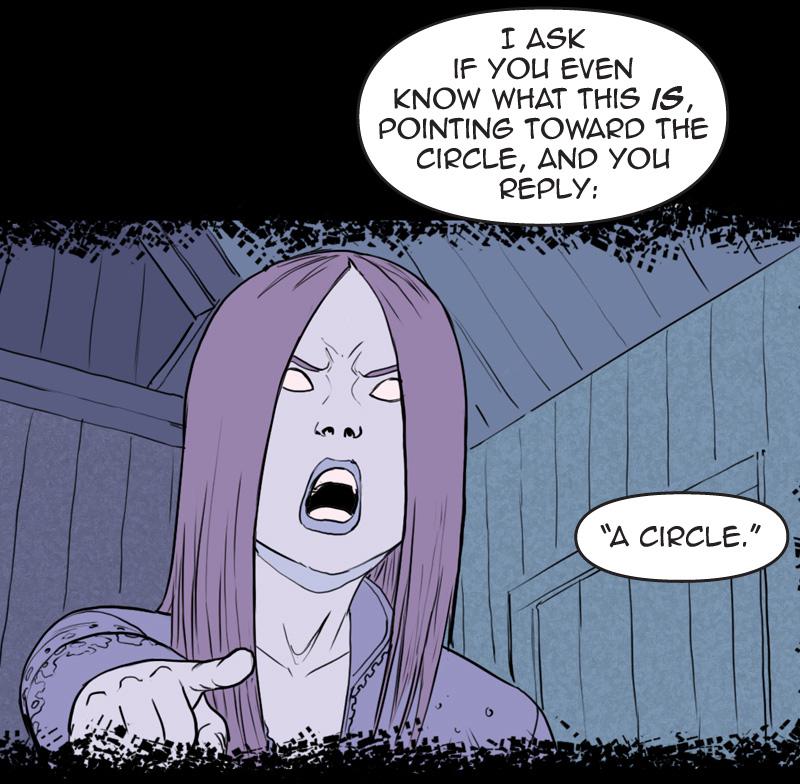 I ASK
IF YOU EVEN
KNOW WHAT THIS IS,
POINTING TOWARD THE
CIRCLE, AND YOU
REPLY:
“A CIRCLE.”